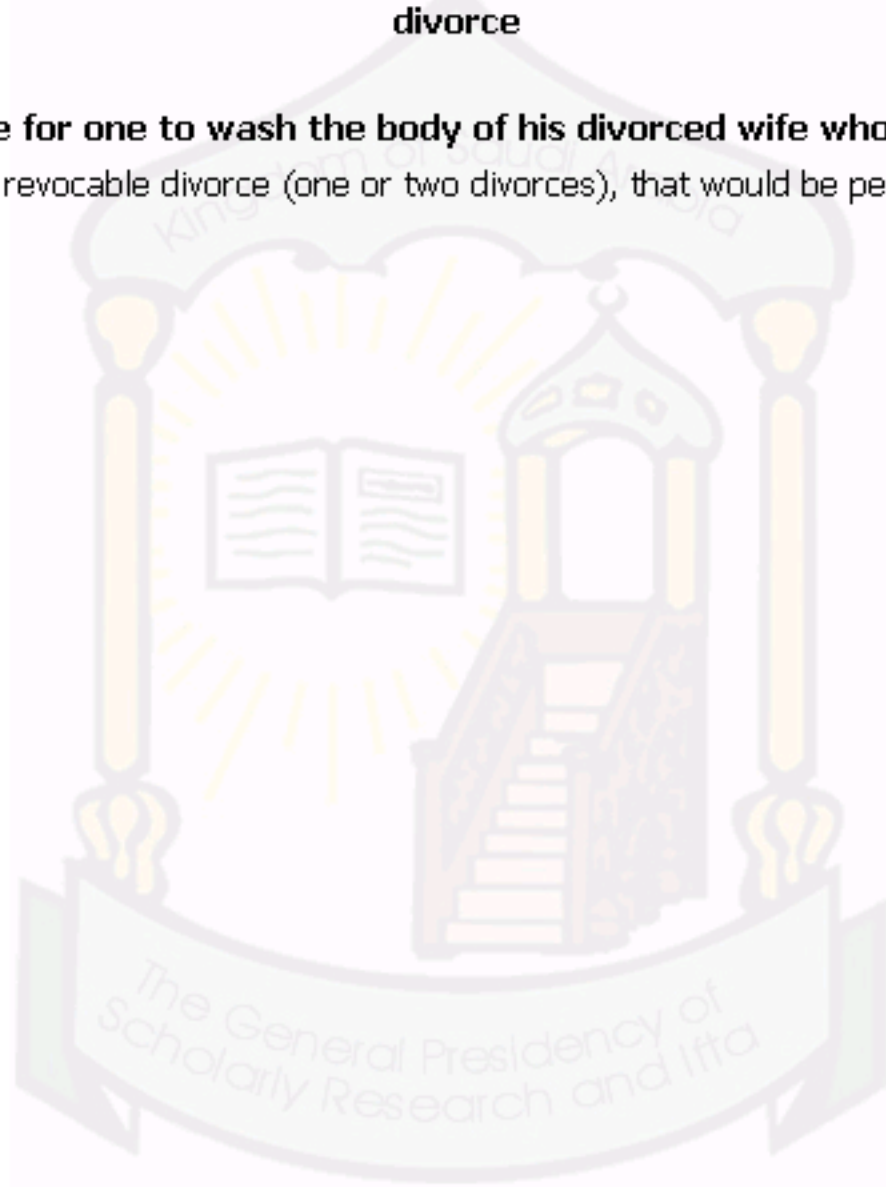 divorce
e for one to wash the body of his divorced wife who
revocable divorce (one or two divorces), that would be pe
Kingdom of Saudi Arabia
The General Presidency of
Scholarly Research and Ifta